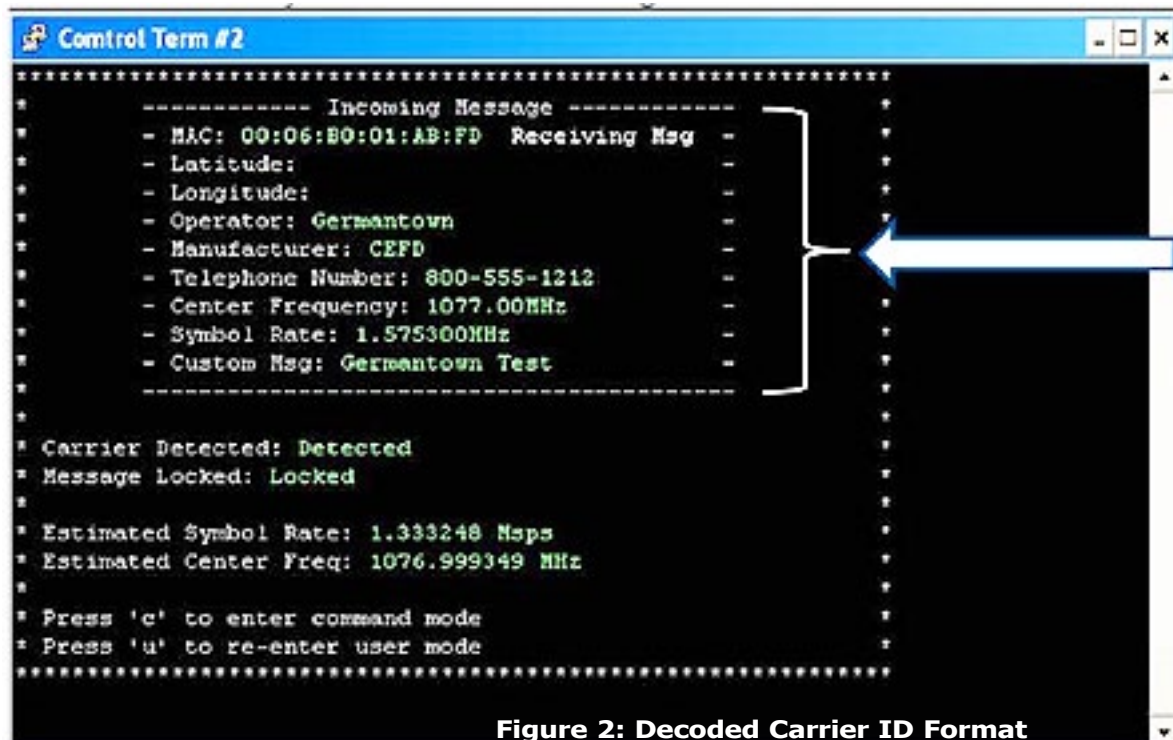 Comtrol Term #2
************************************************************
* ------------ Incoming Message ------------ *
* - MAC: 00:06:B0:01:AB:FD Receiving Msg - *
* - Latitude: - *
* - Longitude: - *
* - Operator: Germantown - *
* - Manufacturer: CEFD - *
* - Telephone Number: 800-555-1212 - *
* - Center Frequency: 1077.00MHz - *
* - Symbol Rate: 1.575300MHz - *
* - Custom Msg: Germantown Test - *
* ------------------------------------------ *
* *
* Carrier Detected: Detected *
* Message Locked: Locked *
* *
* Estimated Symbol Rate: 1.333248 Msps *
* Estimated Center Freq: 1076.999349 MHz *
* *
* Press 'c' to enter command mode *
* Press 'u' to re-enter user mode *
************************************************************
Figure 2: Decoded Carrier ID Format